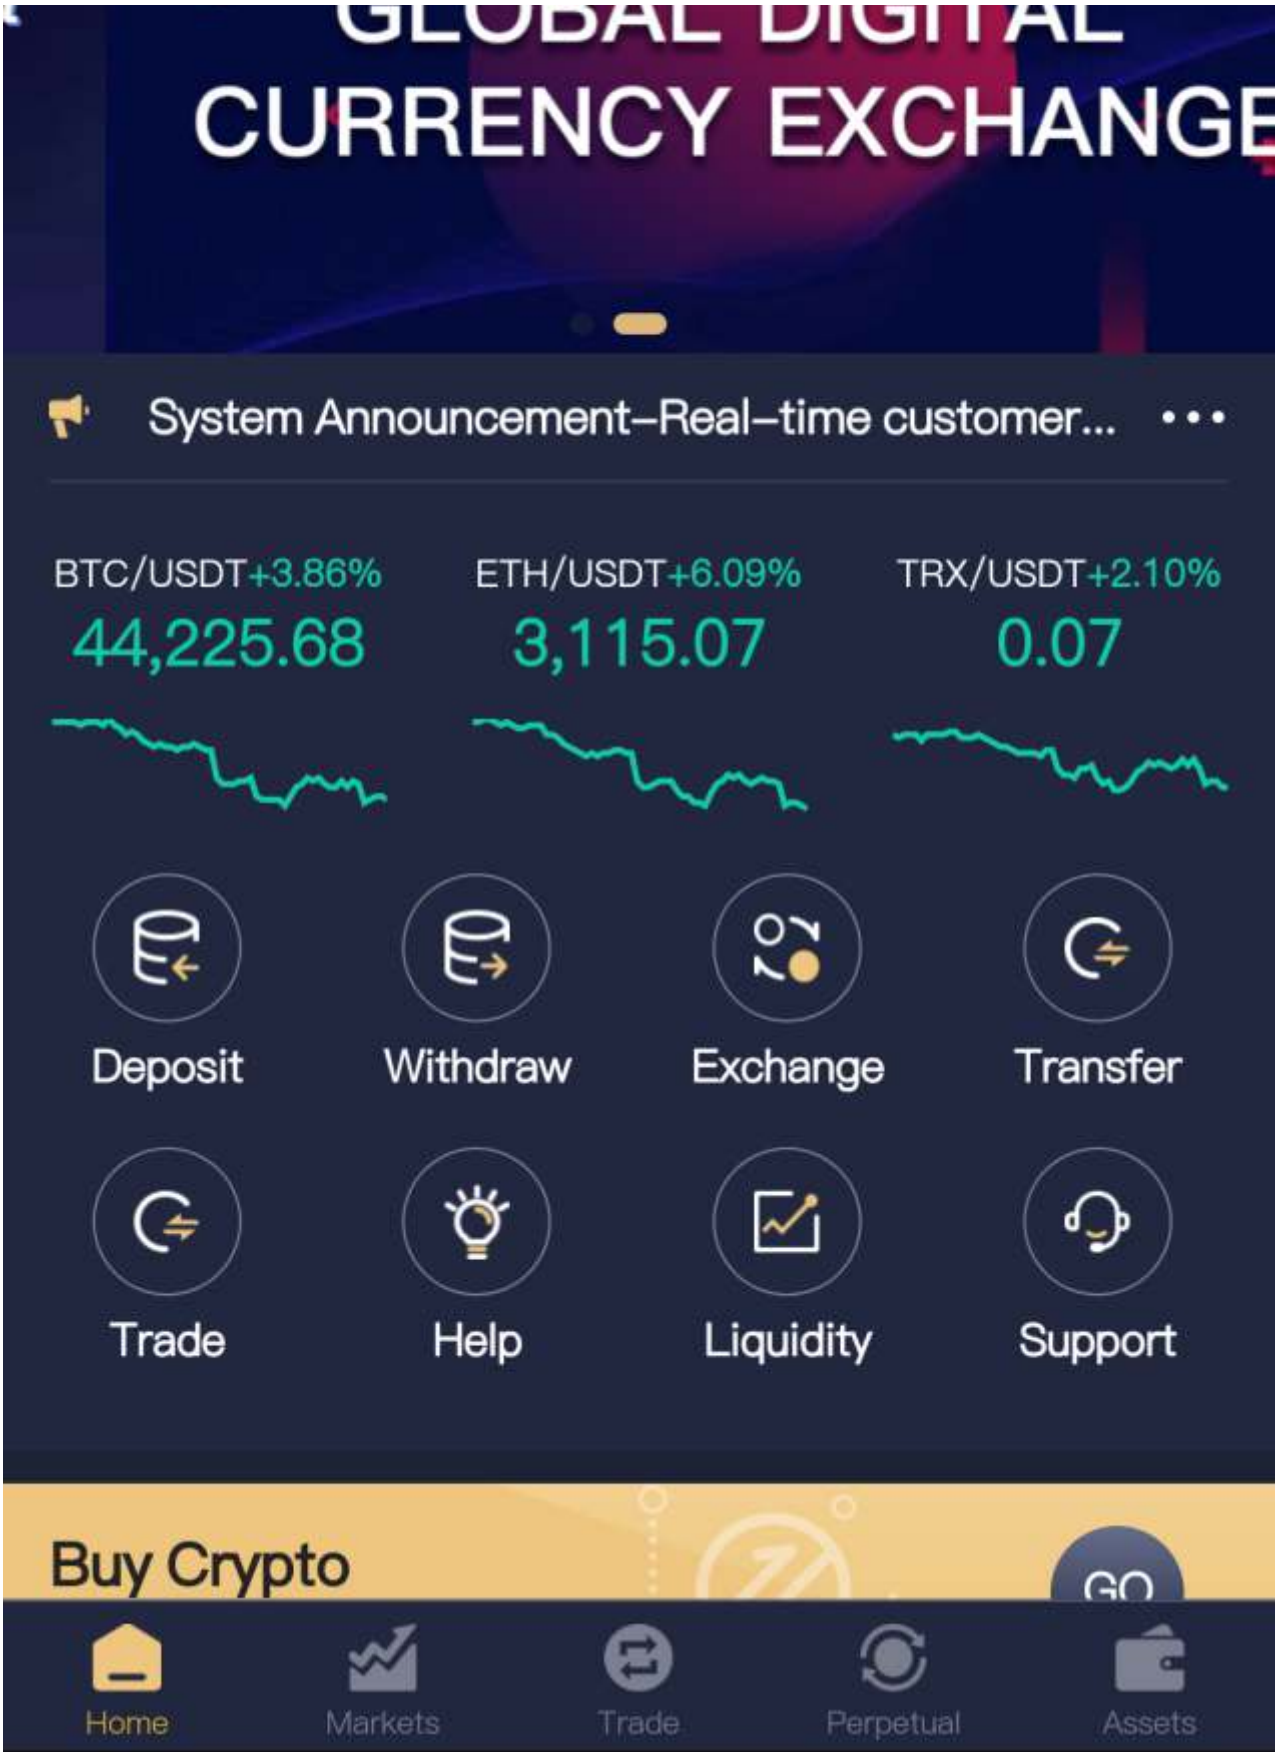 GLOBAL DIGITAL
CURRENCY EXCHANGE
System Announcement–Real–time customer...
BTC/USDT+3.86%
44,225.68
ETH/USDT+6.09%
3,115.07
TRX/USDT+2.10%
0.07
Deposit
Withdraw
Exchange
Transfer
Trade
Help
Liquidity
Support
Buy Crypto
GO
Home
Markets
Trade
Perpetual
Assets